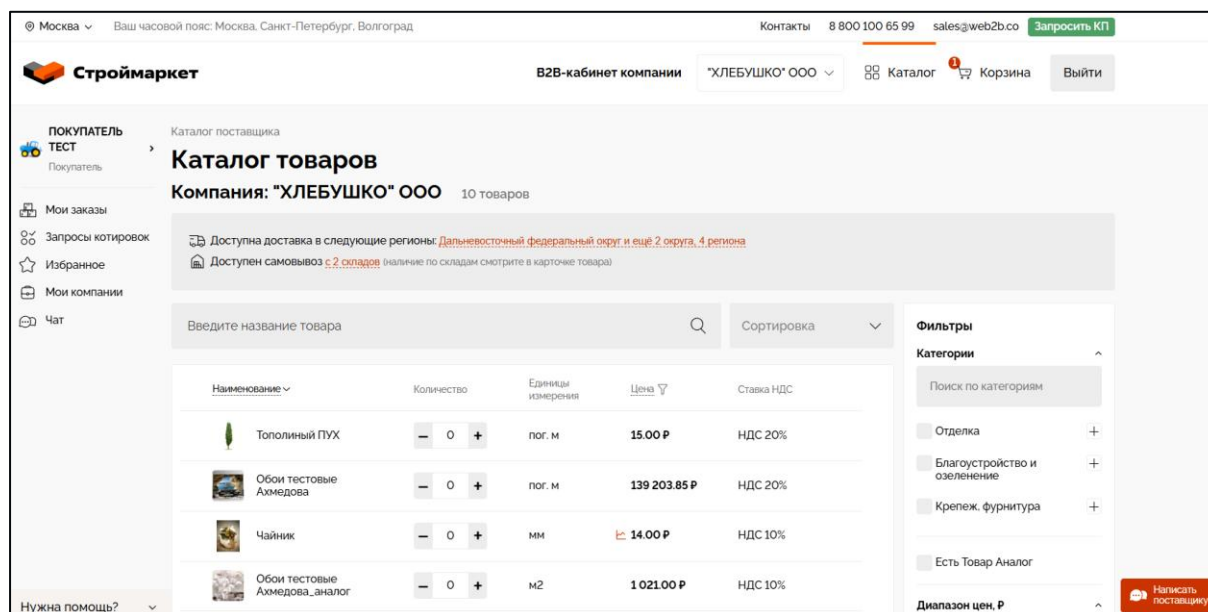 Москва
Ваш часовой пояс: Москва, Санкт-Петербург, Волгоград
Контакты
8 800 100 65 99
sales@web2b.co
Запросить КП
Строймаркет
B2B-кабинет компании
"ХЛЕБУШКО" ООО
Каталог
1
Корзина
Выйти
ПОКУПАТЕЛЬ
ТЕСТ
Покупатель
Мои заказы
Запросы котировок
Избранное
Мои компании
Чат
Нужна помощь?
Каталог поставщика
Каталог товаров
Компания: "ХЛЕБУШКО" ООО 10 товаров
Доступна доставка в следующие регионы: Дальневосточный федеральный округ и ещё 2 округа, 4 региона
Доступен самовывоз с 2 складов (наличие по складам смотрите в карточке товара)
Введите название товара
Сортировка
Наименование
Количество
Единицы
измерения
Цена
Ставка НДС
Тополиный ПУХ
– 0 +
пог. м
15.00 ₽
НДС 20%
Обои тестовые
Ахмедова
– 0 +
пог. м
139 203.85 ₽
НДС 20%
Чайник
– 0 +
мм
14.00 ₽
НДС 10%
Обои тестовые
Ахмедова_аналог
– 0 +
м2
1 021.00 ₽
НДС 10%
Фильтры
Категории
Поиск по категориям
Отделка +
Благоустройство и +
озеленение
Крепеж, фурнитура +
Есть Товар Аналог
Диапазон цен, ₽
Написать
поставщику